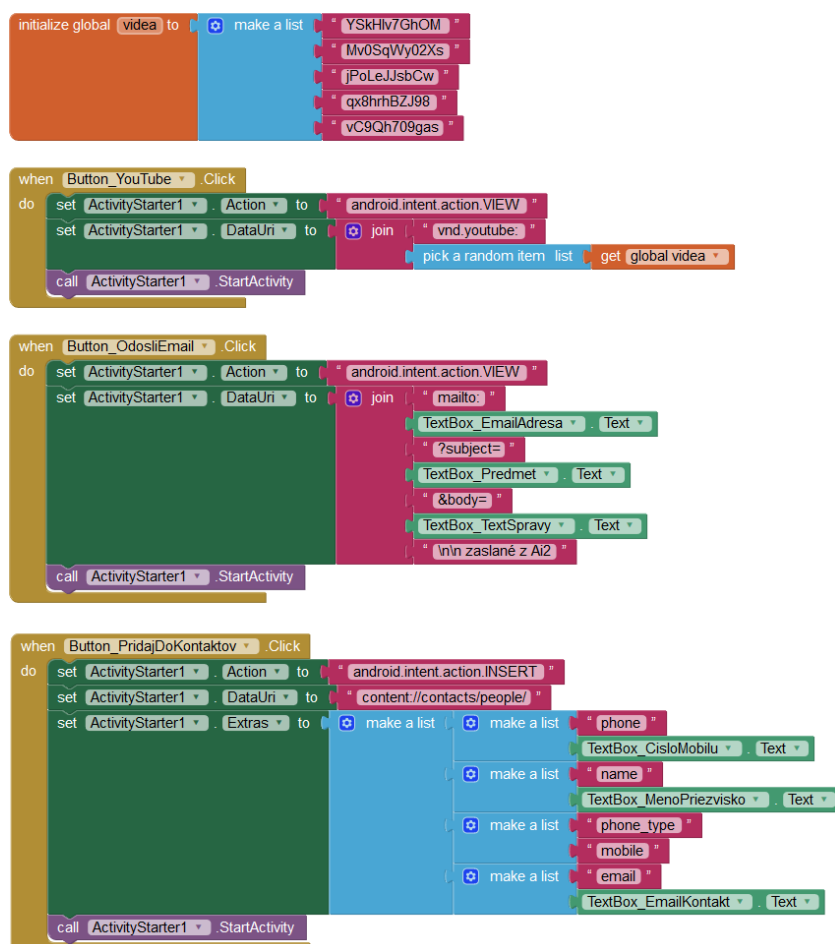 initialize global videa to make a list " YSkHlv7GhOM "
" Mv0SqWy02Xs "
" jPoLeJJsbCw "
" qx8hrhBZJ98 "
" vC9Qh709gas "
when Button_YouTube .Click
do set ActivityStarter1 . Action to " android.intent.action.VIEW "
set ActivityStarter1 . DataUri to join " vnd.youtube: "
pick a random item list get global videa
call ActivityStarter1 .StartActivity
when Button_OdosliEmail .Click
do set ActivityStarter1 . Action to " android.intent.action.VIEW "
set ActivityStarter1 . DataUri to join " mailto: "
TextBox_EmailAdresa . Text
" ?subject= "
TextBox_Predmet . Text
" &body= "
TextBox_TextSpravy . Text
" \n\n zaslané z Ai2 "
call ActivityStarter1 .StartActivity
when Button_PridajDoKontaktov .Click
do set ActivityStarter1 . Action to " android.intent.action.INSERT "
set ActivityStarter1 . DataUri to " content://contacts/people/ "
set ActivityStarter1 . Extras to make a list make a list " phone "
TextBox_CisloMobilu . Text
make a list " name "
TextBox_MenoPriezvisko . Text
make a list " phone_type "
" mobile "
make a list " email "
TextBox_EmailKontakt . Text
call ActivityStarter1 .StartActivity